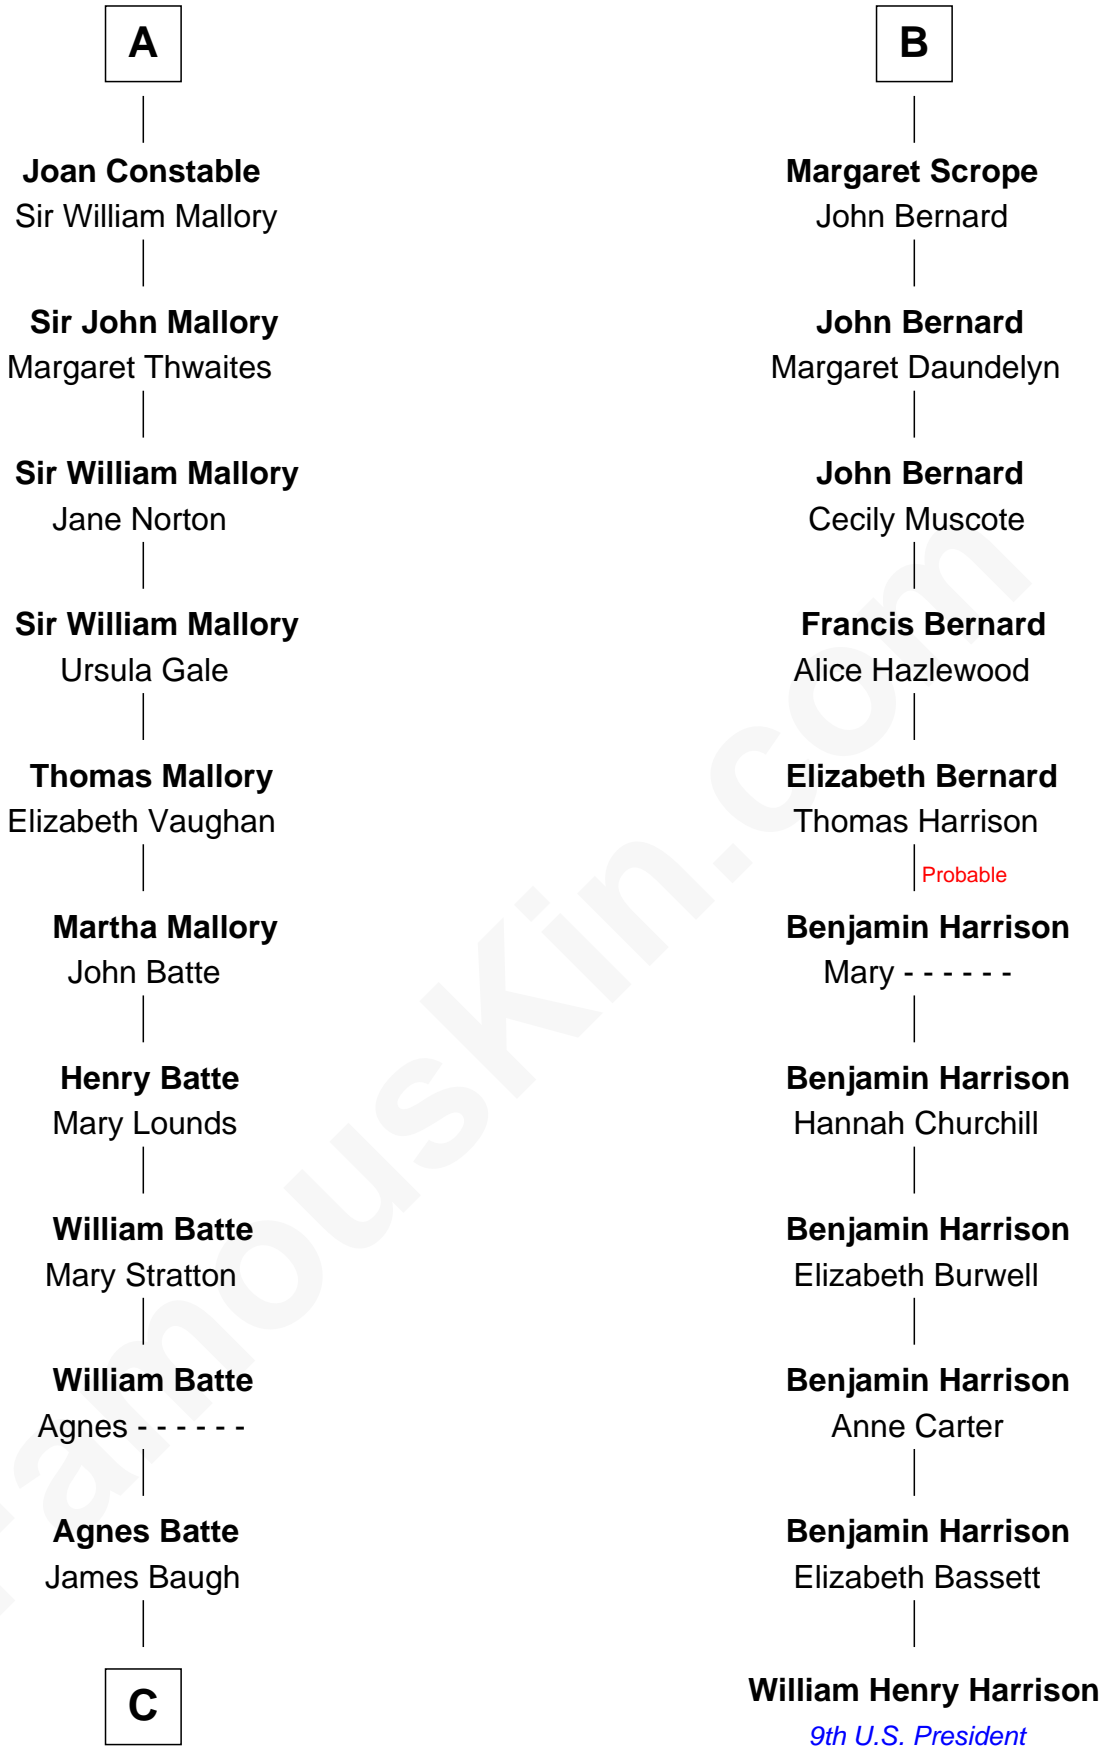 A
Joan Constable
Sir William Mallory
Sir John Mallory
Margaret Thwaites
Sir William Mallory
Jane Norton
Sir William Mallory
Ursula Gale
Thomas Mallory
Elizabeth Vaughan
Martha Mallory
John Batte
Henry Batte
Mary Lounds
William Batte
Mary Stratton
William Batte
Agnes - - - - - -
Agnes Batte
James Baugh
C
B
Margaret Scrope
John Bernard
John Bernard
Margaret Daundelyn
John Bernard
Cecily Muscote
Francis Bernard
Alice Hazlewood
Elizabeth Bernard
Thomas Harrison
Probable
Benjamin Harrison
Mary - - - - - -
Benjamin Harrison
Hannah Churchill
Benjamin Harrison
Elizabeth Burwell
Benjamin Harrison
Anne Carter
Benjamin Harrison
Elizabeth Bassett
William Henry Harrison
9th U.S. President
FamousKin.com